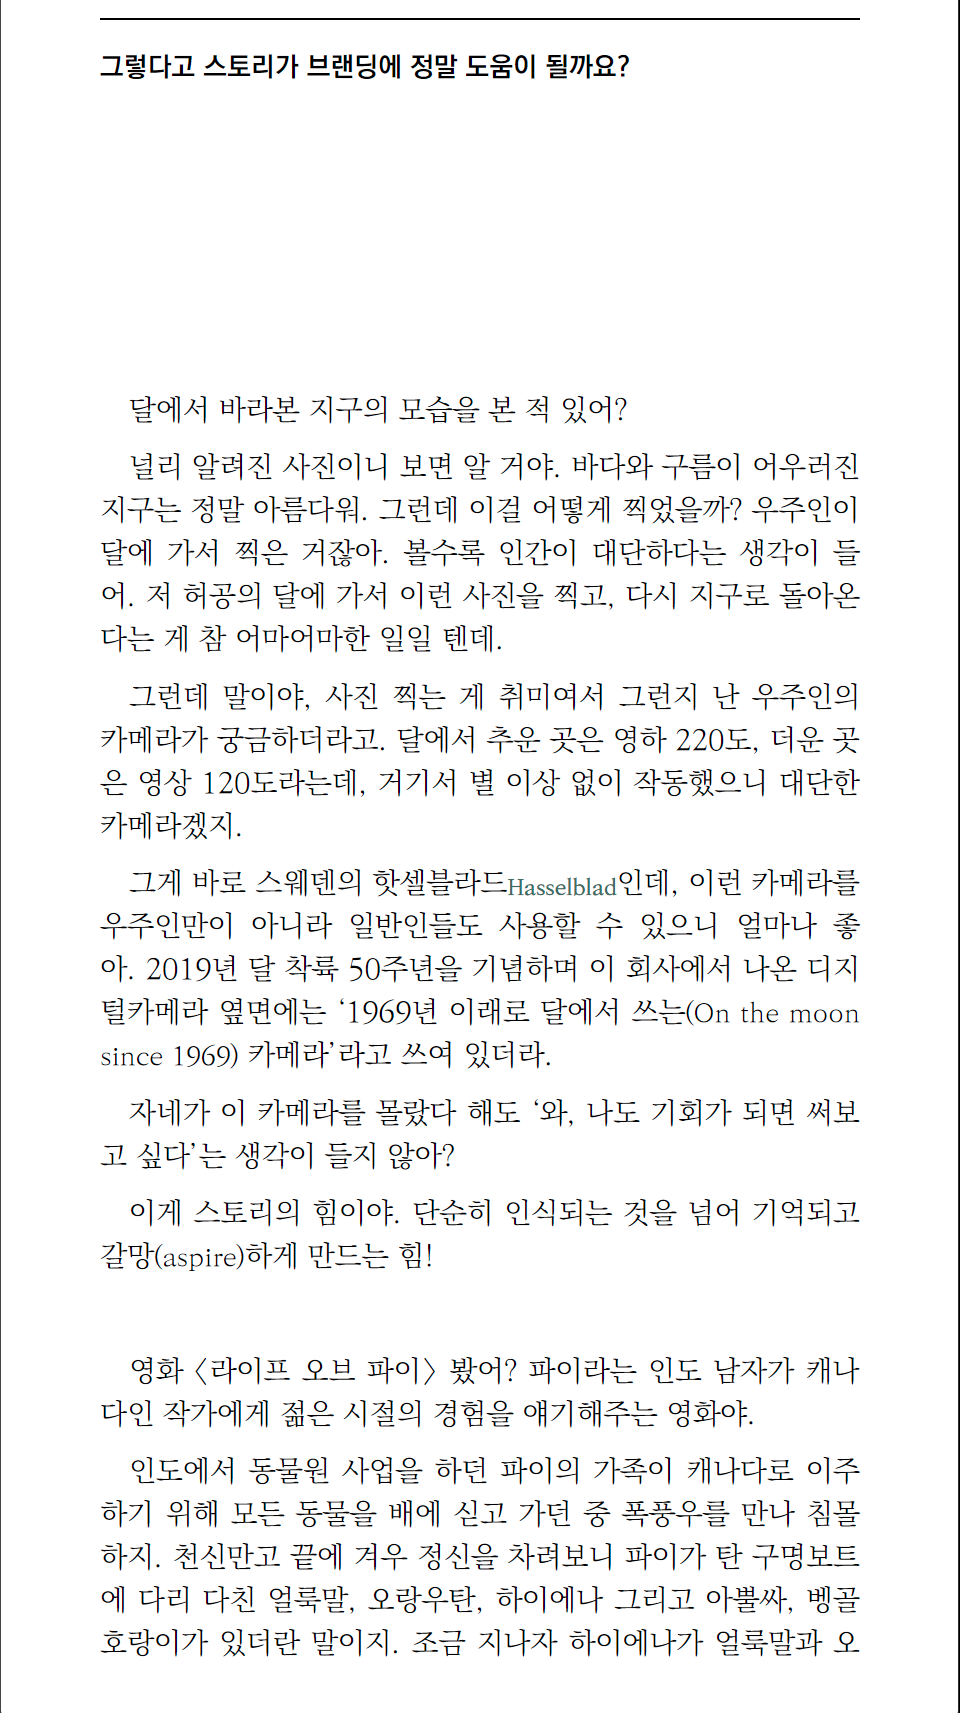 그렇다고 스토리가 브랜딩에 정말 도움이 될까요?
달에서 바라본 지구의 모습을 본 적 있어?
널리 알려진 사진이니 보면 알 거야. 바다와 구름이 어우러진
지구는 정말 아름다워. 그런데 이걸 어떻게 찍었을까? 우주인이
달에 가서 찍은 거잖아. 볼수록 인간이 대단하다는 생각이 들
어. 저 허공의 달에 가서 이런 사진을 찍고, 다시 지구로 돌아온
다는 게 참 어마어마한 일일 텐데.
그런데 말이야, 사진 찍는 게 취미여서 그런지 난 우주인의
카메라가 궁금하더라고. 달에서 추운 곳은 영하 220도, 더운 곳
은 영상 120도라는데, 거기서 별 이상 없이 작동했으니 대단한
카메라겠지.
그게 바로 스웨덴의 핫셀블라드Hasselblad인데, 이런 카메라를
우주인만이 아니라 일반인들도 사용할 수 있으니 얼마나 좋
아. 2019년 달 착륙 50주년을 기념하며 이 회사에서 나온 디지
털카메라 옆면에는 ‘1969년 이래로 달에서 쓰는(On the moon
since 1969) 카메라’라고 쓰여 있더라.
자네가 이 카메라를 몰랐다 해도 ‘와, 나도 기회가 되면 써보
고 싶다’는 생각이 들지 않아?
이게 스토리의 힘이야. 단순히 인식되는 것을 넘어 기억되고
갈망(aspire)하게 만드는 힘!
영화 〈라이프 오브 파이〉 봤어? 파이라는 인도 남자가 캐나
다인 작가에게 젊은 시절의 경험을 얘기해주는 영화야.
인도에서 동물원 사업을 하던 파이의 가족이 캐나다로 이주
하기 위해 모든 동물을 배에 싣고 가던 중 폭풍우를 만나 침몰
하지. 천신만고 끝에 겨우 정신을 차려보니 파이가 탄 구명보트
에 다리 다친 얼룩말, 오랑우탄, 하이에나 그리고 아뿔싸, 벵골
호랑이가 있더란 말이지. 조금 지나자 하이에나가 얼룩말과 오